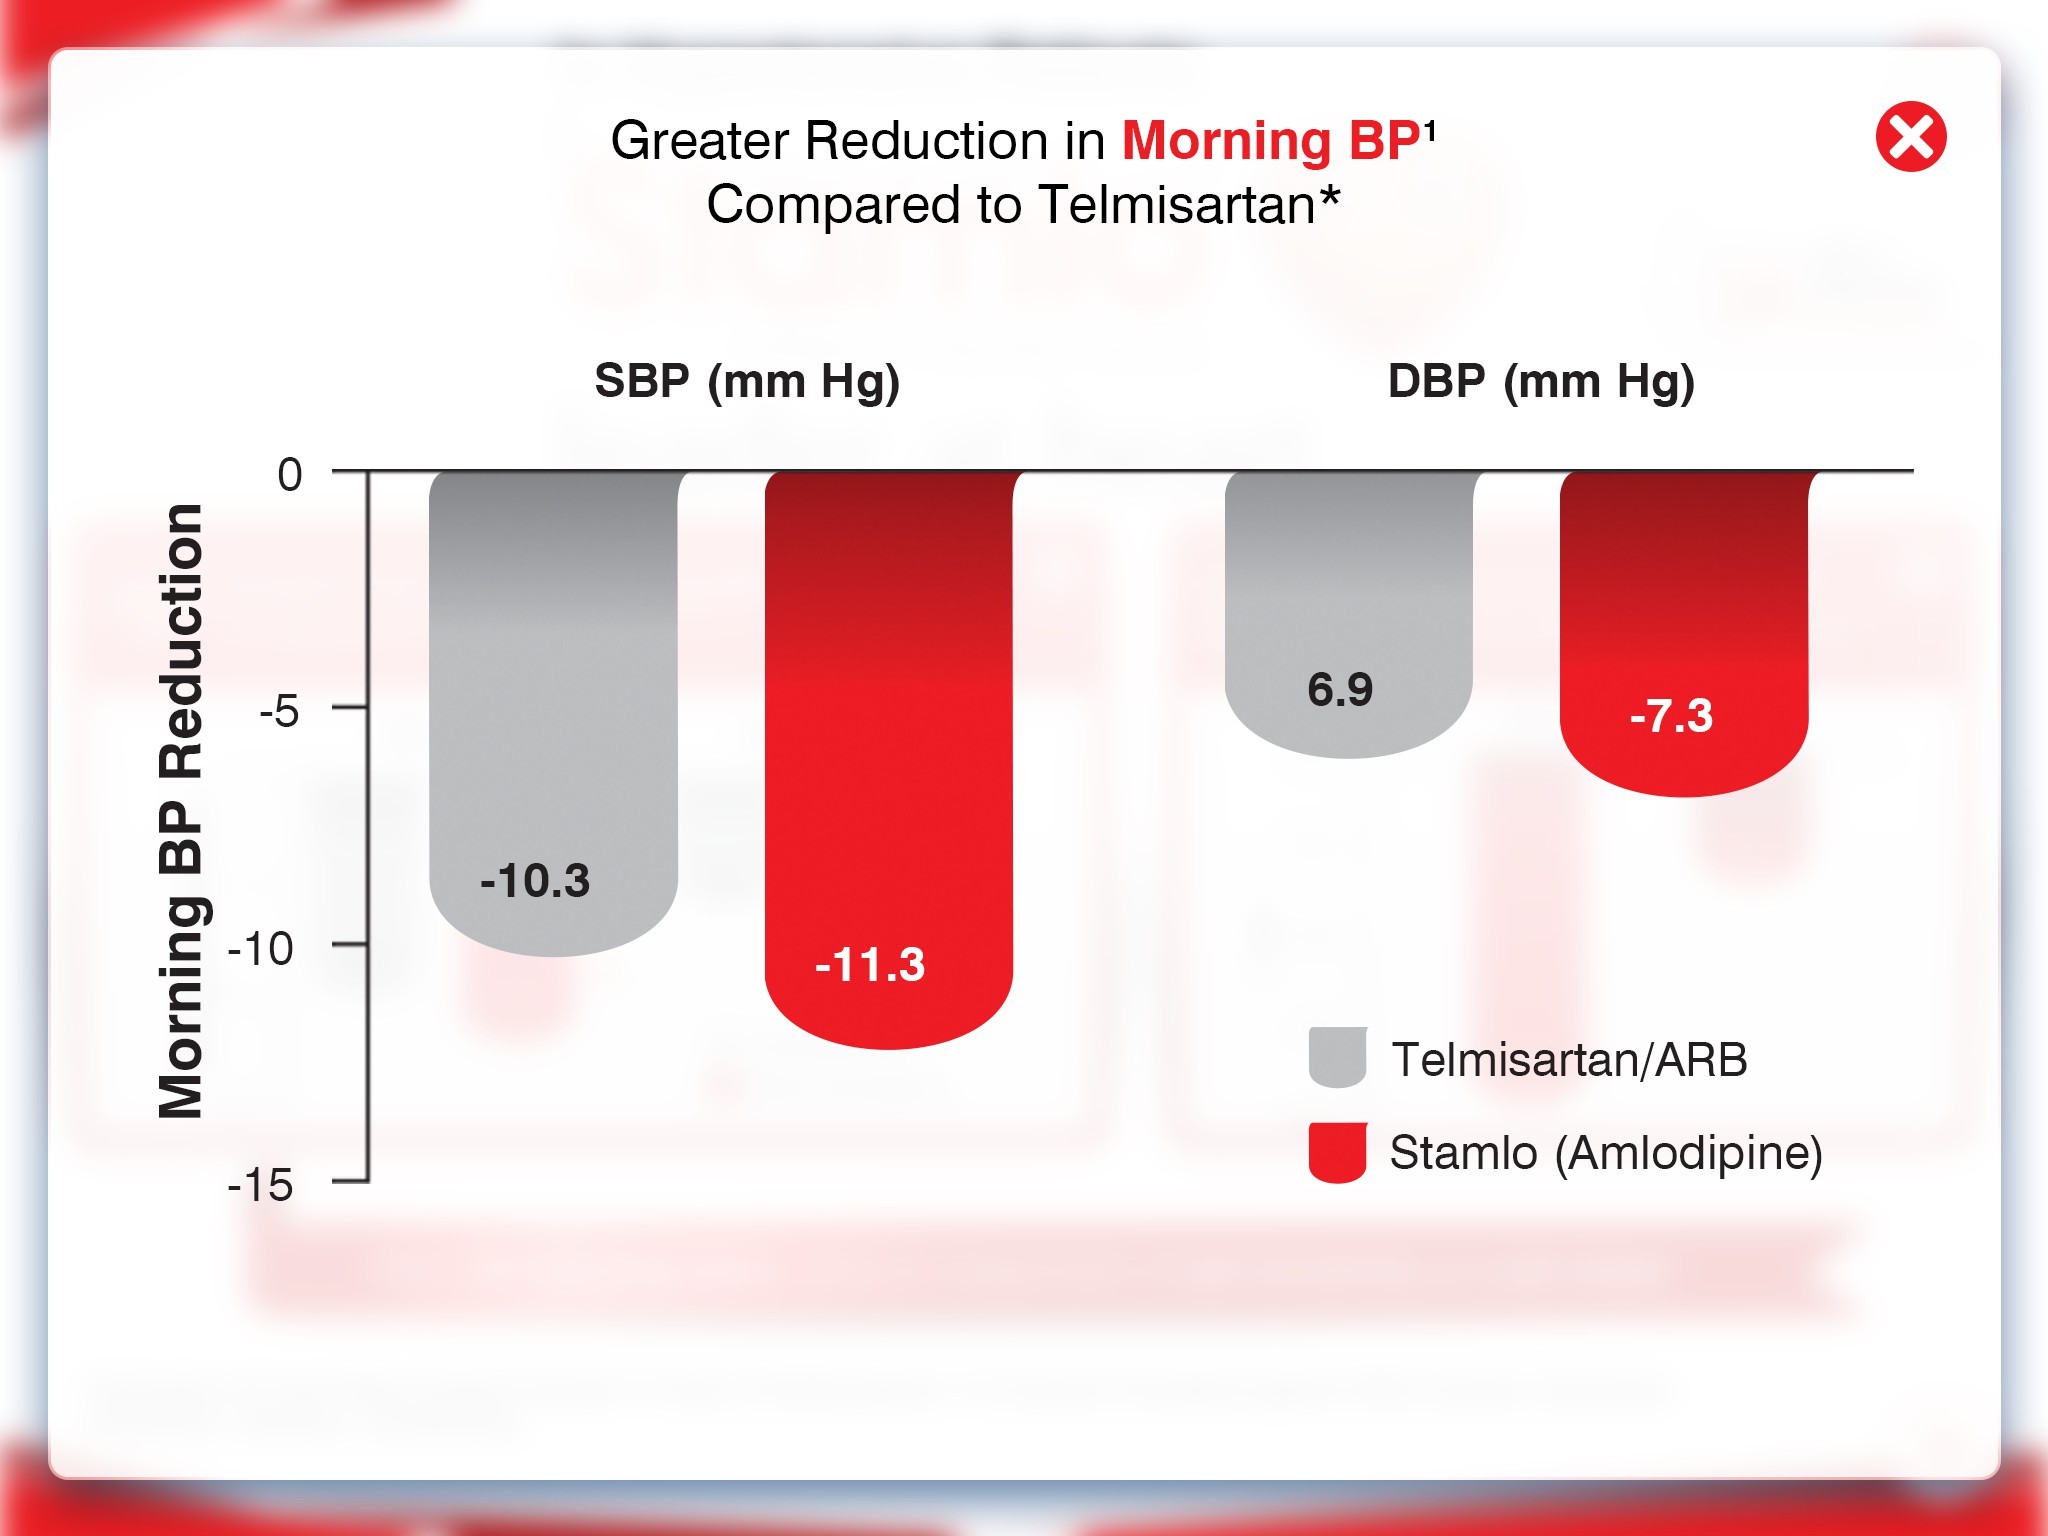 Greater Reduction in Morning BP¹
Compared to Telmisartan*
SBP (mm Hg)
DBP (mm Hg)
Morning BP Reduction
0
-5
-10
-15
-10.3
-11.3
6.9
-7.3
Telmisartan/ARB
Stamlo (Amlodipine)